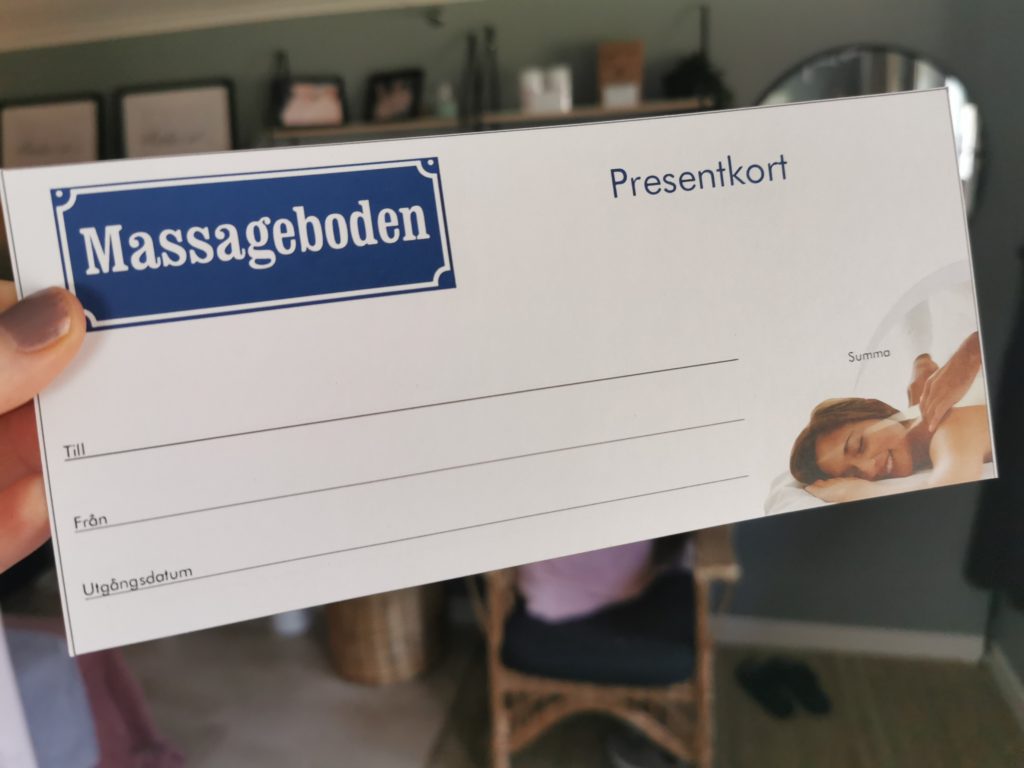 Massageboden
Presentkort
Summa
Till
Från
Utgångsdatum